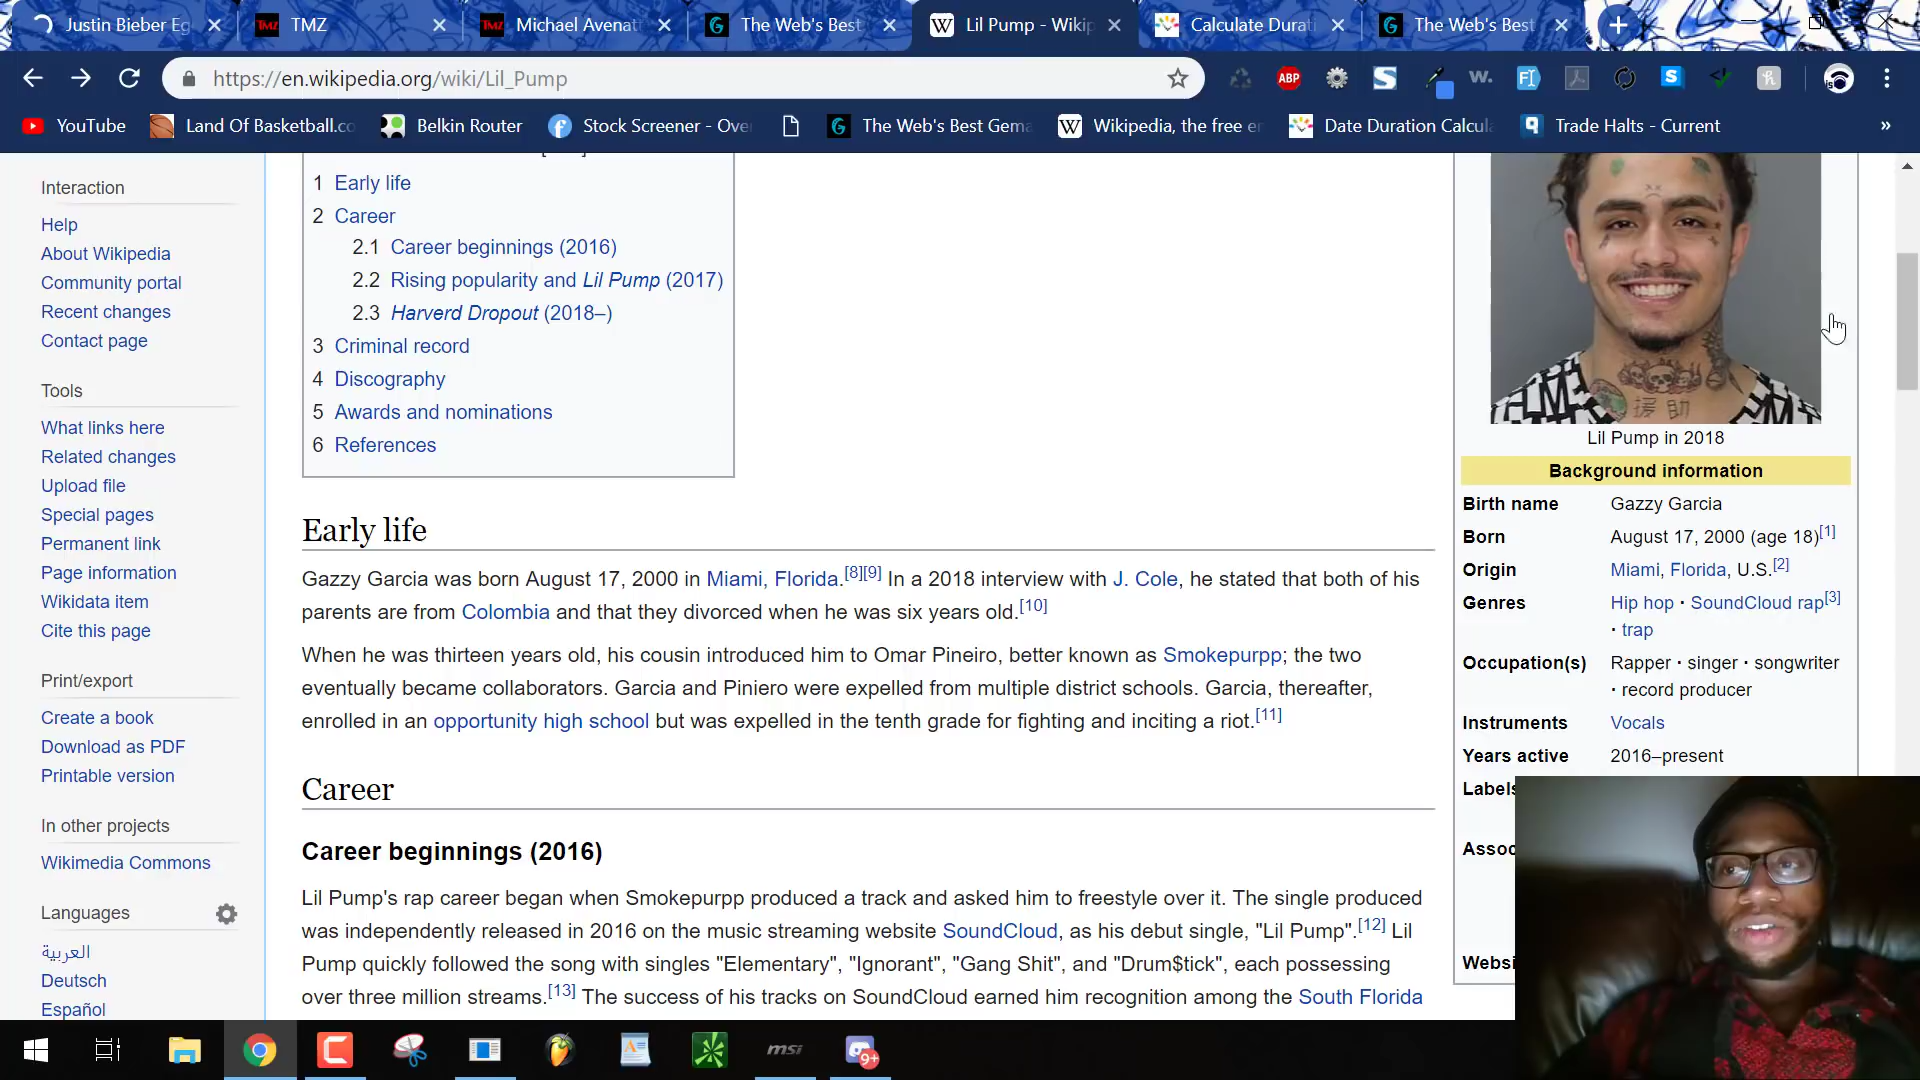 Justin Bieber Eg
TMZ
Michael Avenatt
The Web's Best
Lil Pump - Wikip
Calculate Durati
The Web's Best
https://en.wikipedia.org/wiki/Lil_Pump
ABP
YouTube
Land Of Basketball.co
Belkin Router
Stock Screener - Ove
The Web's Best Gema
Wikipedia, the free e
Date Duration Calcul
Trade Halts - Current
Interaction
Help
About Wikipedia
Community portal
Recent changes
Contact page
Tools
What links here
Related changes
Upload file
Special pages
Permanent link
Page information
Wikidata item
Cite this page
Print/export
Create a book
Download as PDF
Printable version
In other projects
Wikimedia Commons
Languages
العربية
Deutsch
Español
1 Early life
2 Career
2.1 Career beginnings (2016)
2.2 Rising popularity and Lil Pump (2017)
2.3 Harverd Dropout (2018–)
3 Criminal record
4 Discography
5 Awards and nominations
6 References
Early life
Gazzy Garcia was born August 17, 2000 in Miami, Florida.[8][9] In a 2018 interview with J. Cole, he stated that both of his
parents are from Colombia and that they divorced when he was six years old.[10]
When he was thirteen years old, his cousin introduced him to Omar Pineiro, better known as Smokepurpp; the two
eventually became collaborators. Garcia and Piniero were expelled from multiple district schools. Garcia, thereafter,
enrolled in an opportunity high school but was expelled in the tenth grade for fighting and inciting a riot.[11]
Career
Career beginnings (2016)
Lil Pump's rap career began when Smokepurpp produced a track and asked him to freestyle over it. The single produced
was independently released in 2016 on the music streaming website SoundCloud, as his debut single, "Lil Pump".[12] Lil
Pump quickly followed the song with singles "Elementary", "Ignorant", "Gang Shit", and "Drum$tick", each possessing
over three million streams.[13] The success of his tracks on SoundCloud earned him recognition among the South Florida
援助
Lil Pump in 2018
Background information
Birth name Gazzy Garcia
Born August 17, 2000 (age 18)[1]
Origin Miami, Florida, U.S.[2]
Genres Hip hop · SoundCloud rap[3]
· trap
Occupation(s) Rapper · singer · songwriter
· record producer
Instruments Vocals
Years active 2016–present
Labels
Assoc
Websi
msi
9+